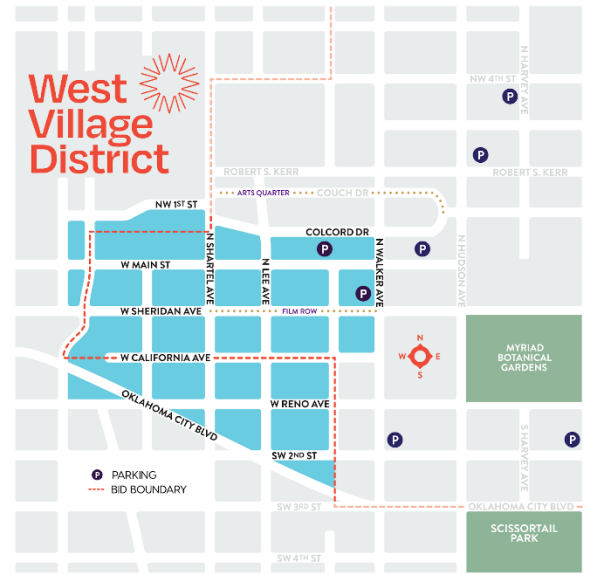 West
Village
District
N HARVEY AVE
NW 4TH ST
P
P
ROBERT S. KERR
ROBERT S. KERR
ARTS QUARTER
COUCH DR
NW 1ST ST
COLCORD DR
N SHARTEL AVE
N LEE AVE
N WALKER AVE
N HUDSON AVE
P
P
W MAIN ST
P
W SHERIDAN AVE
FILM ROW
N
W
E
S
MYRIAD
BOTANICAL
GARDENS
W CALIFORNIA AVE
OKLAHOMA CITY BLVD
W RENO AVE
P
P
S HARVEY AVE
SW 2ND ST
P PARKING
BID BOUNDARY
SW 3RD ST
OKLAHOMA CITY BLVD
SCISSORTAIL
PARK
SW 4TH ST